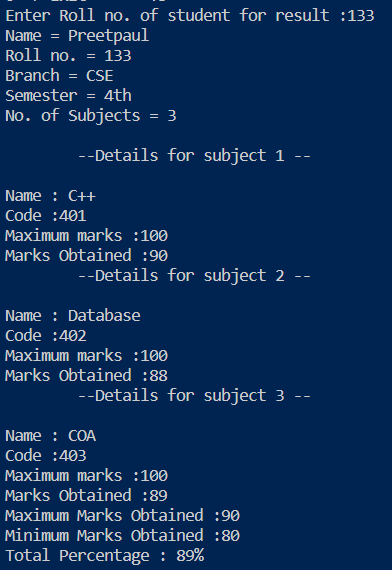 Enter Roll no. of student for result :133
Name = Preetpaul
Roll no. = 133
Branch = CSE
Semester = 4th
No. of Subjects = 3
--Details for subject 1 --
Name : C++
Code :401
Maximum marks :100
Marks Obtained :90
--Details for subject 2 --
Name : Database
Code :402
Maximum marks :100
Marks Obtained :88
--Details for subject 3 --
Name : COA
Code :403
Maximum marks :100
Marks Obtained :89
Maximum Marks Obtained :90
Minimum Marks Obtained :80
Total Percentage : 89%